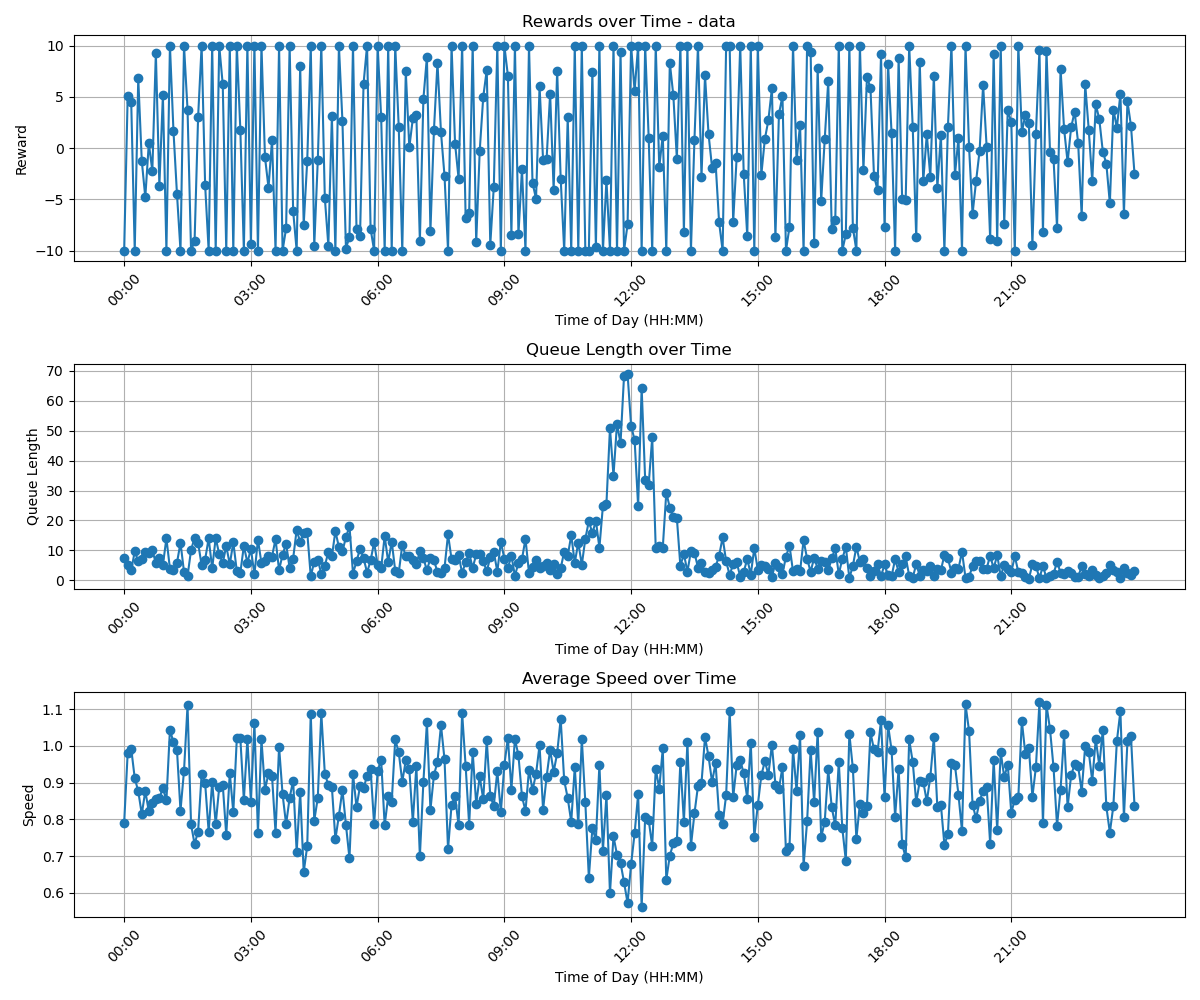 Rewards over Time - data
10
5
0
−5
−10
Reward
00:00 03:00 06:00 09:00 12:00 15:00 18:00 21:00
Time of Day (HH:MM)
Queue Length over Time
70
60
50
40
30
20
10
0
Queue Length
00:00 03:00 06:00 09:00 12:00 15:00 18:00 21:00
Time of Day (HH:MM)
Average Speed over Time
1.1
1.0
0.9
0.8
0.7
0.6
Speed
00:00 03:00 06:00 09:00 12:00 15:00 18:00 21:00
Time of Day (HH:MM)